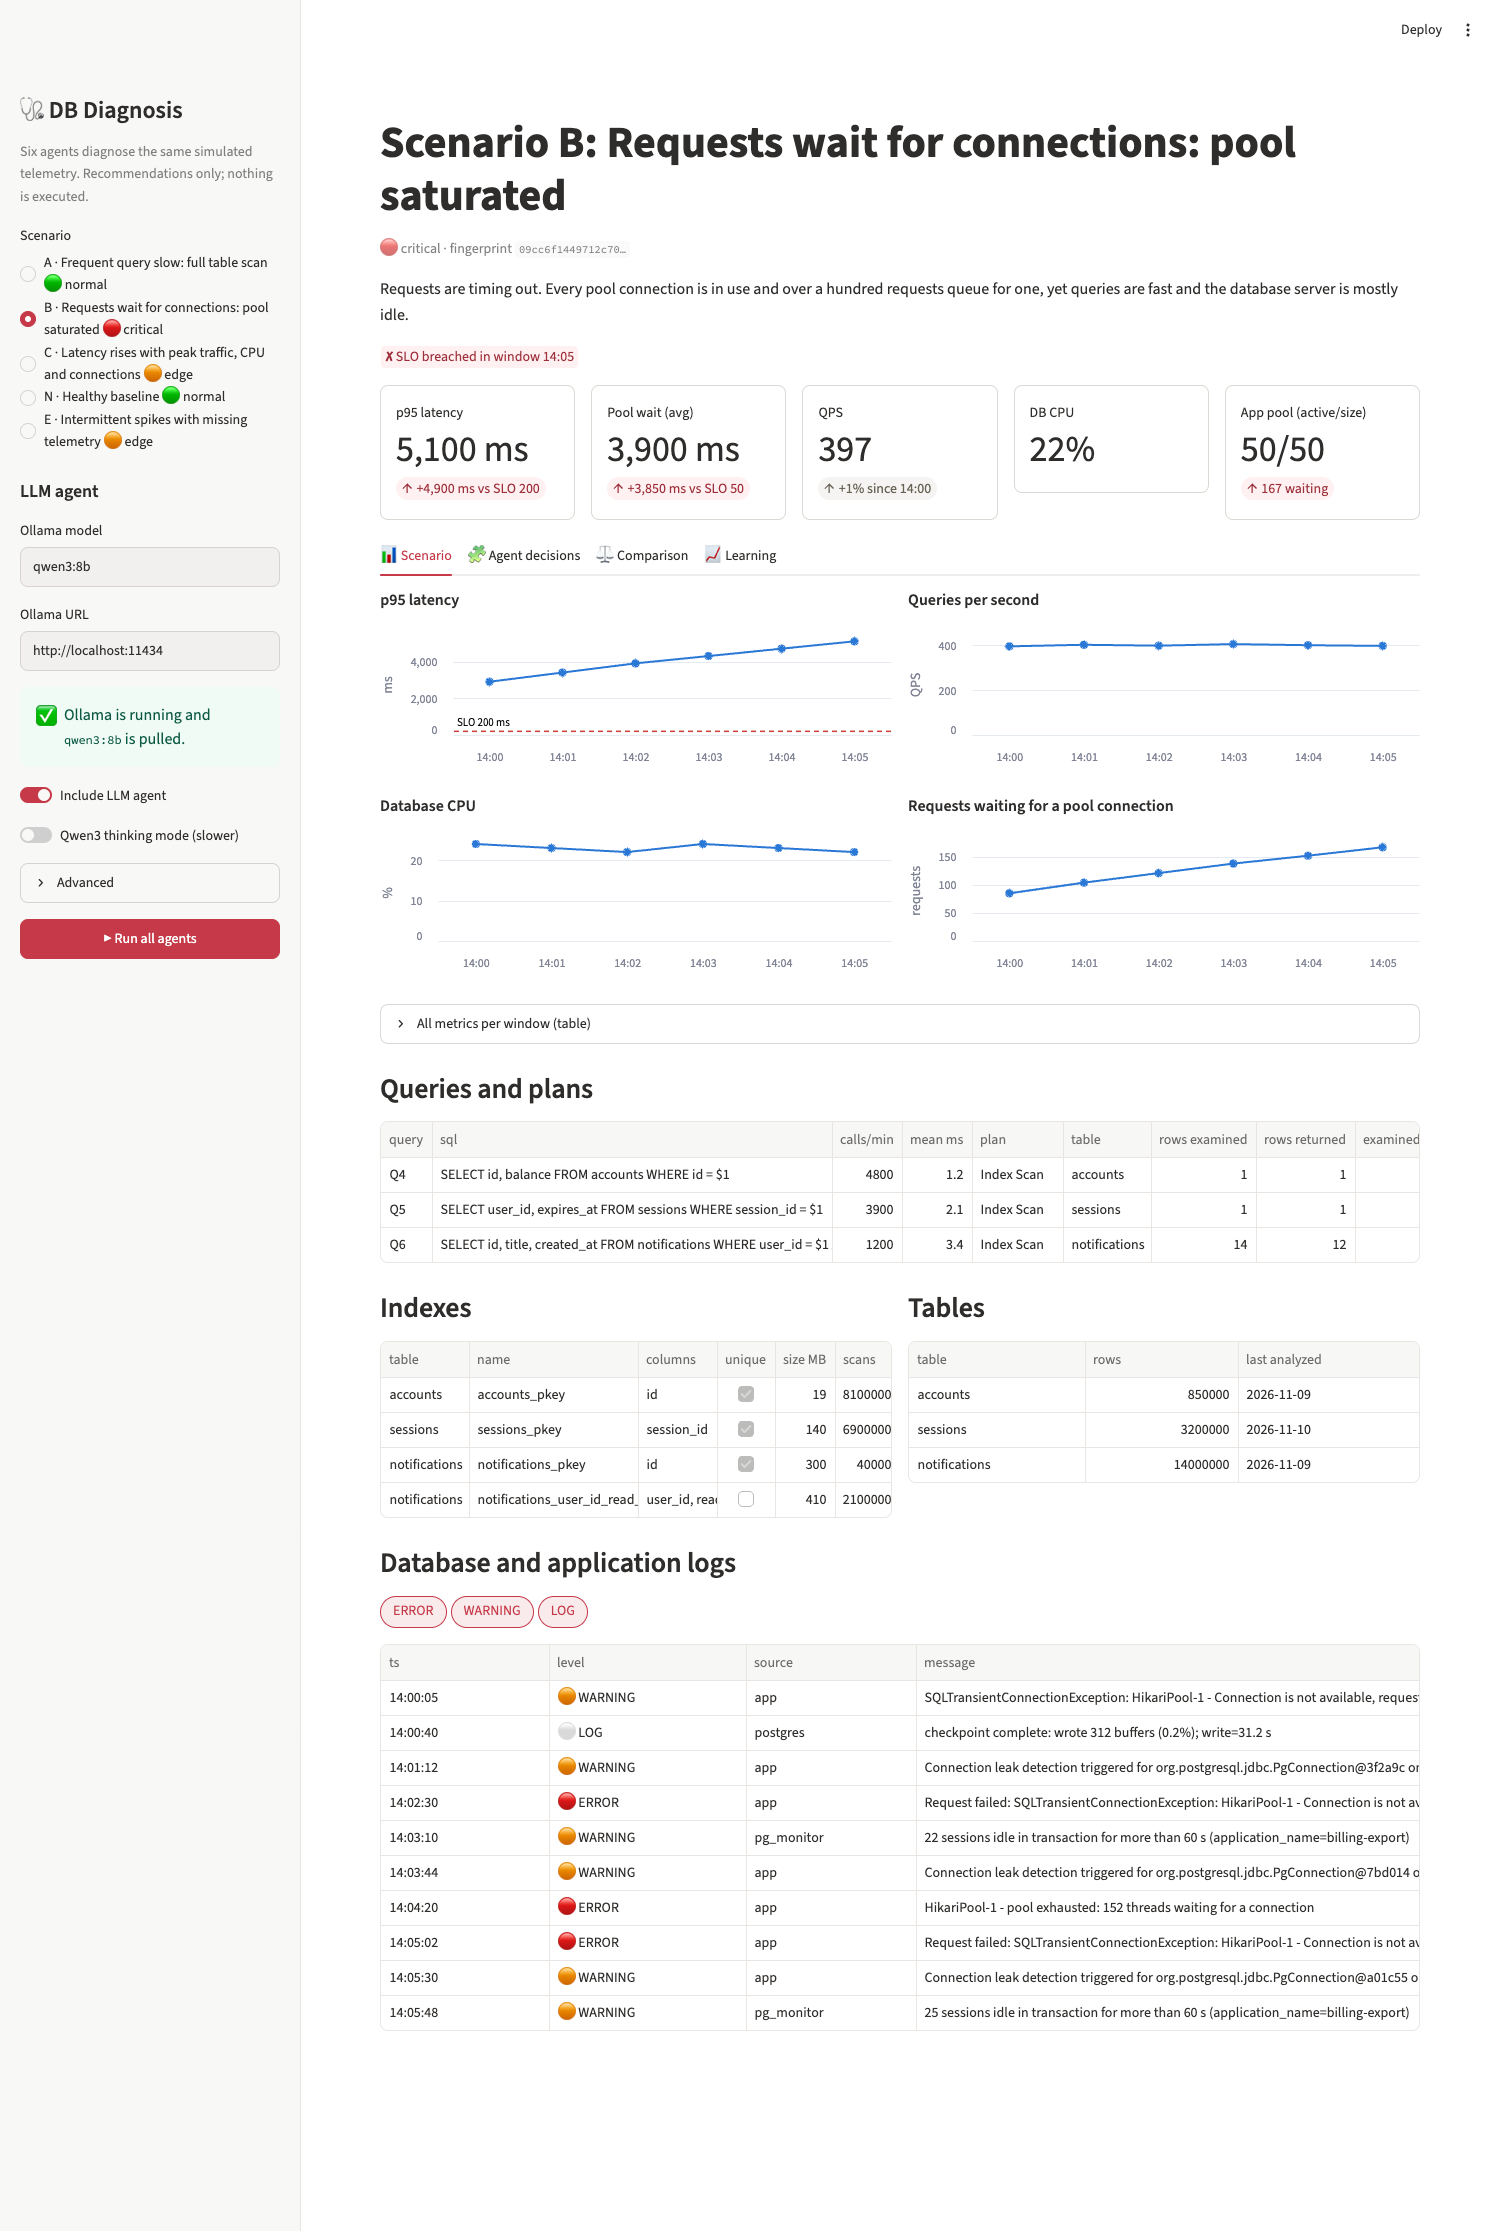 Deploy
DB Diagnosis
Six agents diagnose the same simulated
telemetry. Recommendations only; nothing
is executed.
Scenario
A · Frequent query slow: full table scan
normal
B · Requests wait for connections: pool
saturated critical
C · Latency rises with peak traffic, CPU
and connections edge
N · Healthy baseline normal
E · Intermittent spikes with missing
telemetry edge
LLM agent
Ollama model
qwen3:8b
Ollama URL
http://localhost:11434
Ollama is running and
qwen3:8b is pulled.
Include LLM agent
Qwen3 thinking mode (slower)
Advanced
Run all agents
Scenario B: Requests wait for connections: pool
saturated
critical · fingerprint 09cc6f1449712c70…
Requests are timing out. Every pool connection is in use and over a hundred requests queue for one, yet queries are fast and the database server is mostly
idle.
✗ SLO breached in window 14:05
p95 latency
5,100 ms
↑ +4,900 ms vs SLO 200
Pool wait (avg)
3,900 ms
↑ +3,850 ms vs SLO 50
QPS
397
↑ +1% since 14:00
DB CPU
22%
App pool (active/size)
50/50
↑ 167 waiting
Scenario Agent decisions Comparison Learning
p95 latency
ms
4,000
2,000
0
SLO 200 ms
14:00 14:01 14:02 14:03 14:04 14:05
Queries per second
QPS
400
200
0
14:00 14:01 14:02 14:03 14:04 14:05
Database CPU
%
20
10
0
14:00 14:01 14:02 14:03 14:04 14:05
Requests waiting for a pool connection
requests
150
100
50
0
14:00 14:01 14:02 14:03 14:04 14:05
All metrics per window (table)
Queries and plans
query sql calls/min mean ms plan table rows examined rows returned examined
Q4 SELECT id, balance FROM accounts WHERE id = $1 4800 1.2 Index Scan accounts 1 1
Q5 SELECT user_id, expires_at FROM sessions WHERE session_id = $1 3900 2.1 Index Scan sessions 1 1
Q6 SELECT id, title, created_at FROM notifications WHERE user_id = $1 1200 3.4 Index Scan notifications 14 12
Indexes
table name columns unique size MB scans
accounts accounts_pkey id 19 8100000
sessions sessions_pkey session_id 140 6900000
notifications notifications_pkey id 300 40000
notifications notifications_user_id_read_ user_id, read 410 2100000
Tables
table rows last analyzed
accounts 850000 2026-11-09
sessions 3200000 2026-11-10
notifications 14000000 2026-11-09
Database and application logs
ERROR WARNING LOG
ts level source message
14:00:05 WARNING app SQLTransientConnectionException: HikariPool-1 - Connection is not available, request
14:00:40 LOG postgres checkpoint complete: wrote 312 buffers (0.2%); write=31.2 s
14:01:12 WARNING app Connection leak detection triggered for org.postgresql.jdbc.PgConnection@3f2a9c on
14:02:30 ERROR app Request failed: SQLTransientConnectionException: HikariPool-1 - Connection is not av
14:03:10 WARNING pg_monitor 22 sessions idle in transaction for more than 60 s (application_name=billing-export)
14:03:44 WARNING app Connection leak detection triggered for org.postgresql.jdbc.PgConnection@7bd014 o
14:04:20 ERROR app HikariPool-1 - pool exhausted: 152 threads waiting for a connection
14:05:02 ERROR app Request failed: SQLTransientConnectionException: HikariPool-1 - Connection is not av
14:05:30 WARNING app Connection leak detection triggered for org.postgresql.jdbc.PgConnection@a01c55 o
14:05:48 WARNING pg_monitor 25 sessions idle in transaction for more than 60 s (application_name=billing-export)